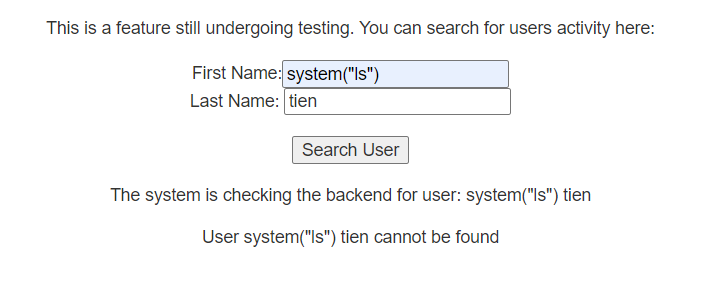 This is a feature still undergoing testing. You can search for users activity here:
First Name: system("ls")
Last Name: tien
Search User
The system is checking the backend for user: system("ls") tien
User system("ls") tien cannot be found